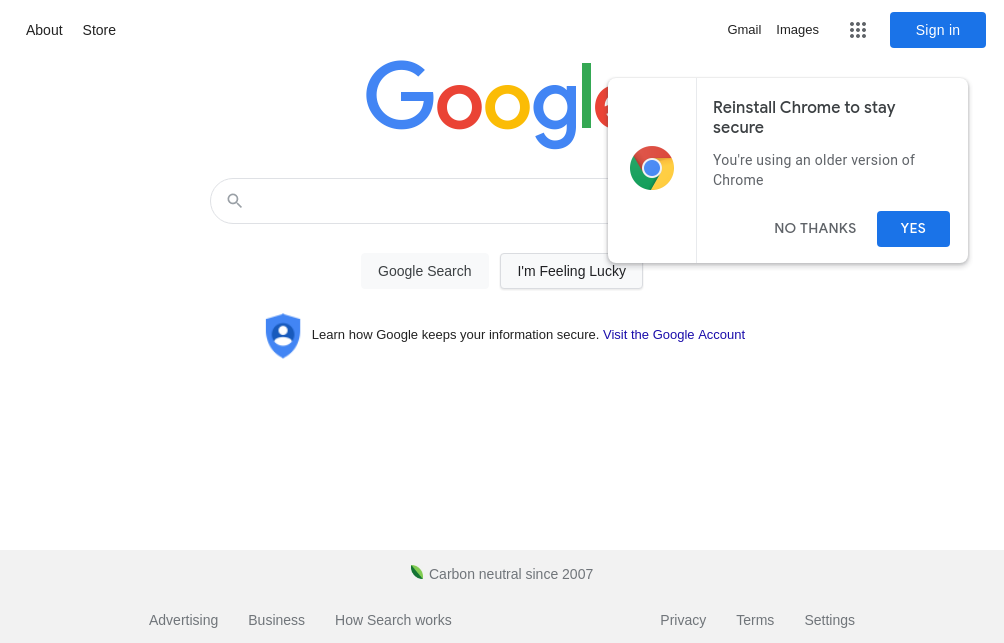 About Store Gmail Images Sign in
Google
Reinstall Chrome to stay
secure
You're using an older version of
Chrome
NO THANKS YES
Google Search I'm Feeling Lucky
Learn how Google keeps your information secure. Visit the Google Account
Carbon neutral since 2007
Advertising Business How Search works Privacy Terms Settings